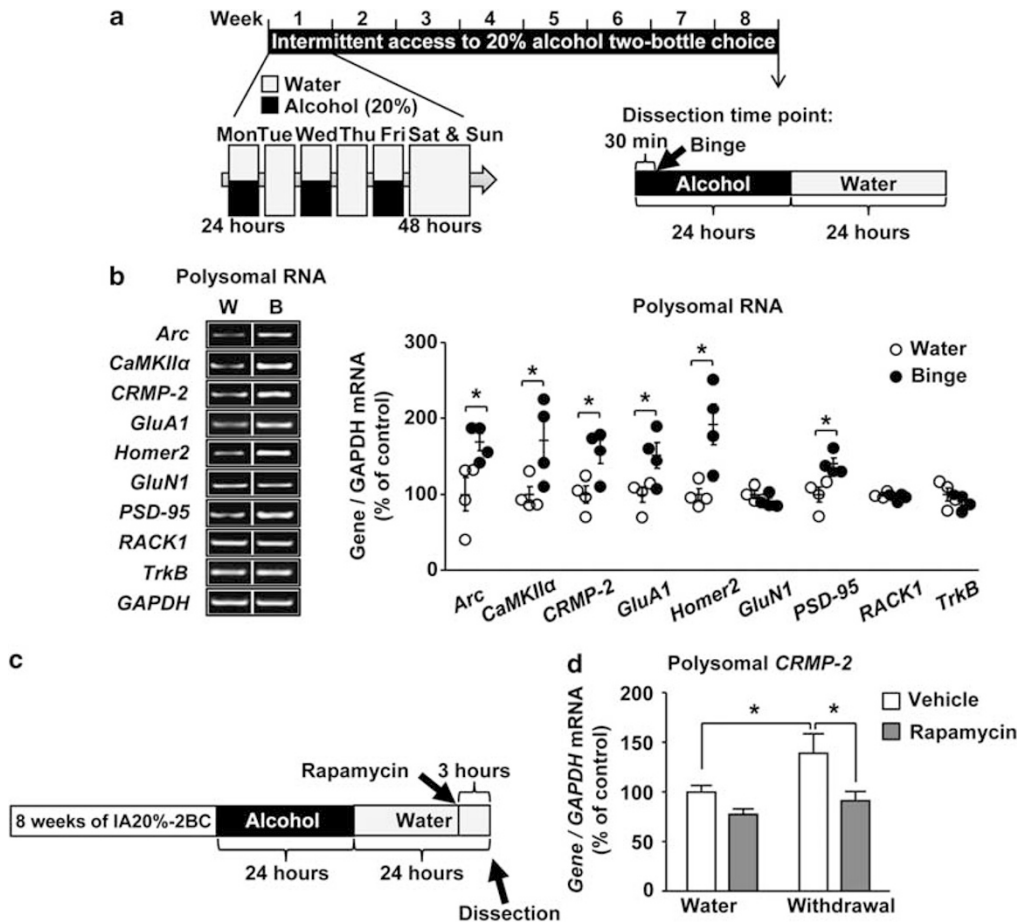 a
Week 1 2 3 4 5 6 7 8
Intermittent access to 20% alcohol two-bottle choice
Water
Alcohol (20%)
Mon Tue Wed Thu Fri Sat & Sun
24 hours 48 hours
Dissection time point:
30 min
Binge
Alcohol Water
24 hours 24 hours
b
Polysomal RNA
W B
Arc
CaMKIIα
CRMP-2
GluA1
Homer2
GluN1
PSD-95
RACK1
TrkB
GAPDH
Polysomal RNA
Gene / GAPDH mRNA
(% of control)
300
200
100
0
Water
Binge
* * * * * *
Arc CaMKIIα CRMP-2 GluA1 Homer2 GluN1 PSD-95 RACK1 TrkB
c
Rapamycin 3 hours
8 weeks of IA20%-2BC Alcohol Water
24 hours 24 hours
Dissection
d
Polysomal CRMP-2
Gene / GAPDH mRNA
(% of control)
200
150
100
50
0
* *
Vehicle
Rapamycin
Water Withdrawal